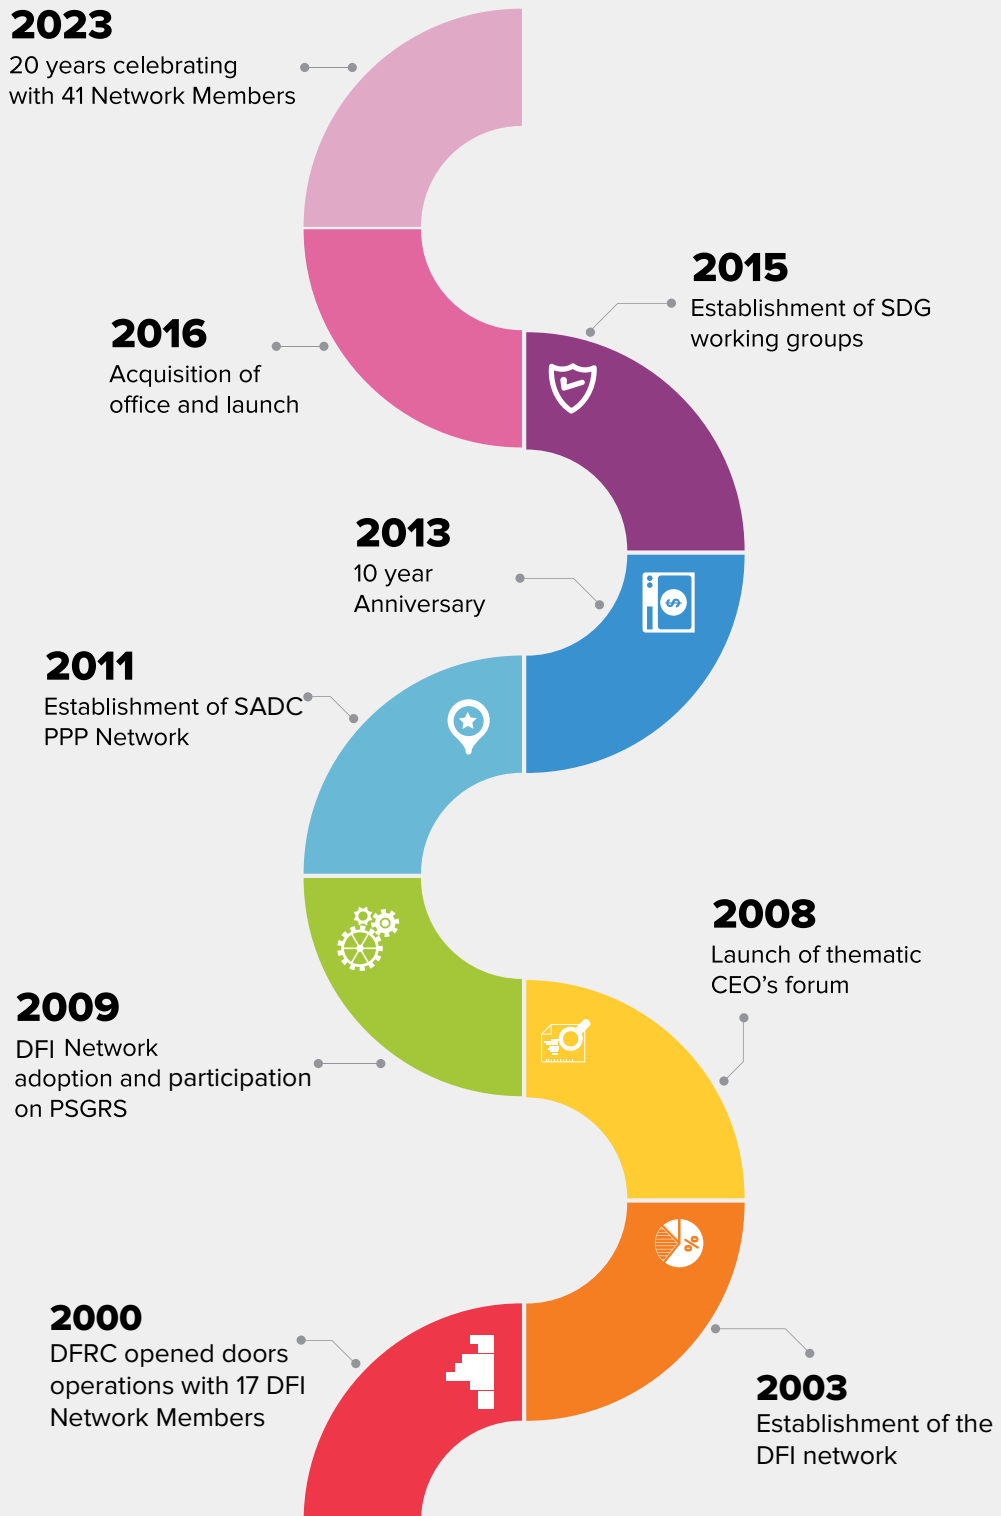 2023
20 years celebrating
with 41 Network Members
2015
Establishment of SDG
working groups
2016
Acquisition of
office and launch
2013
10 year
Anniversary
2011
Establishment of SADC
PPP Network
2008
Launch of thematic
CEO's forum
2009
DFI Network
adoption and participation
on PSGRS
2000
DFRC opened doors
operations with 17 DFI
Network Members
2003
Establishment of the
DFI network
$
%